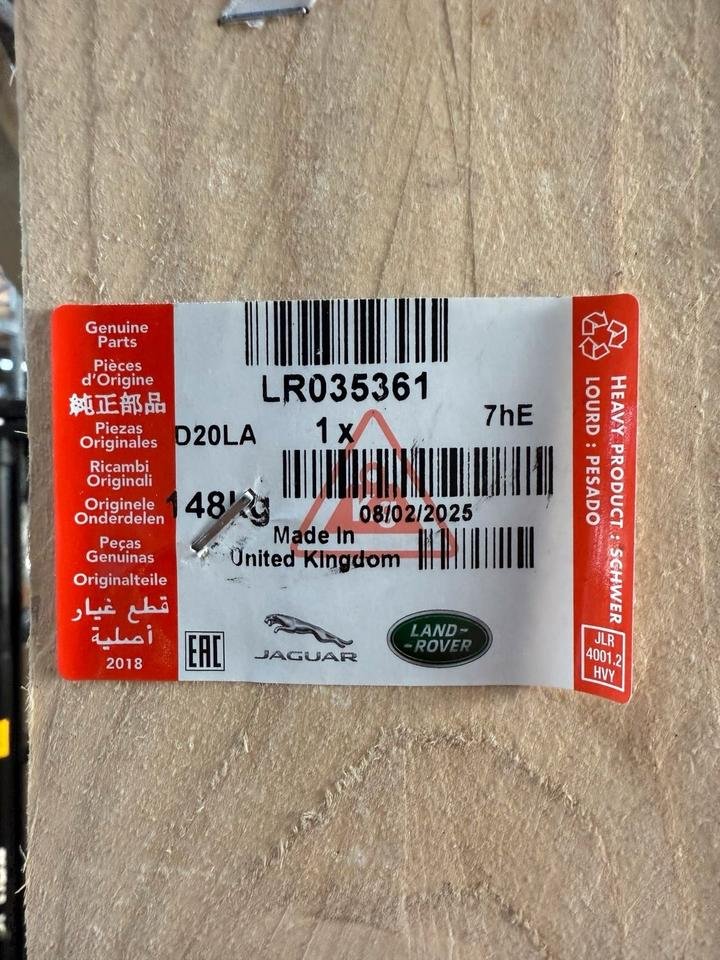 Genuine
Parts
Pièces
d'Origine
純正部品
Piezas
Originales
Ricambi
Originali
Originele
Onderdelen
Peças
Genuinas
Originalteile
قطع غيار
أصلية
2018
LR035361
D20LA
1 x
7hE
148kg
08/02/2025
Made In
United Kingdom
EAC
JAGUAR
LAND-
-ROVER
HEAVY PRODUCT : SCHWER
LOURD : PESADO
JLR
4001.2
HVY